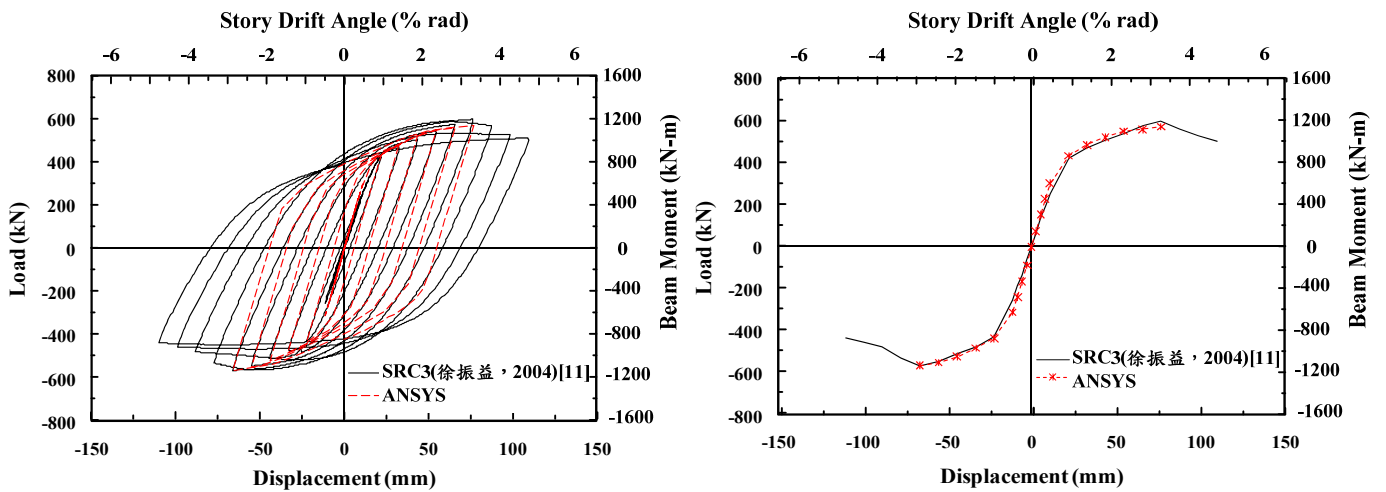 Story Drift Angle (% rad)
-6 -4 -2 0 2 4 6
800 600 400 200 0 -200 -400 -600 -800
Load (kN)
1600 1200 800 400 0 -400 -800 -1200 -1600
Beam Moment (kN-m)
SRC3(徐振益，2004)[11]
ANSYS
-150 -100 -50 0 50 100 150
Displacement (mm)
Story Drift Angle (% rad)
-6 -4 -2 0 2 4 6
800 600 400 200 0 -200 -400 -600 -800
Load (kN)
1600 1200 800 400 0 -400 -800 -1200 -1600
Beam Moment (kN-m)
SRC3(徐振益，2004)[11]
ANSYS
-150 -100 -50 0 50 100 150
Displacement (mm)